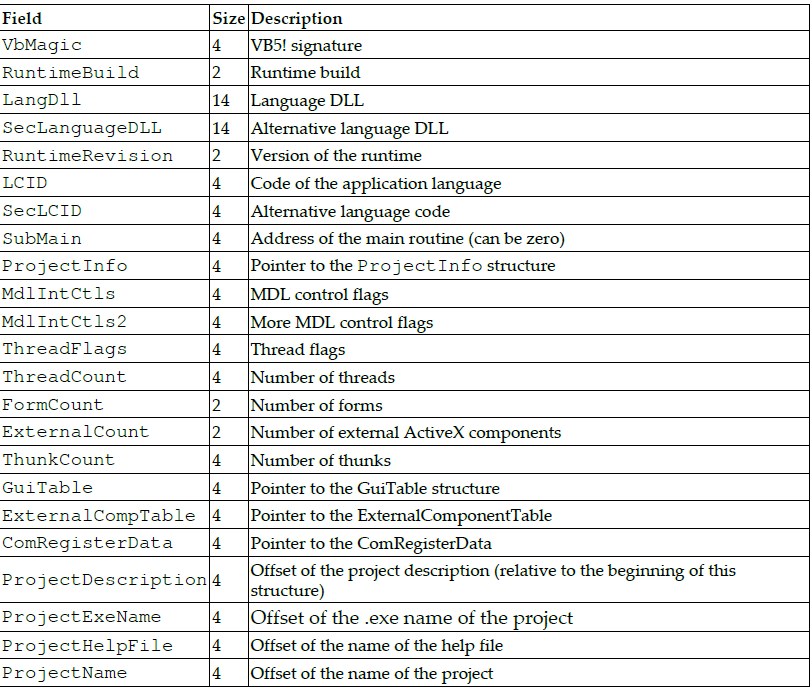 Field Size Description
VbMagic 4 VB5! signature
RuntimeBuild 2 Runtime build
LangDll 14 Language DLL
SecLanguageDLL 14 Alternative language DLL
RuntimeRevision 2 Version of the runtime
LCID 4 Code of the application language
SecLCID 4 Alternative language code
SubMain 4 Address of the main routine (can be zero)
ProjectInfo 4 Pointer to the ProjectInfo structure
MdlIntCtls 4 MDL control flags
MdlIntCtls2 4 More MDL control flags
ThreadFlags 4 Thread flags
ThreadCount 4 Number of threads
FormCount 2 Number of forms
ExternalCount 2 Number of external ActiveX components
ThunkCount 4 Number of thunks
GuiTable 4 Pointer to the GuiTable structure
ExternalCompTable 4 Pointer to the ExternalComponentTable
ComRegisterData 4 Pointer to the ComRegisterData
ProjectDescription 4 Offset of the project description (relative to the beginning of this
structure)
ProjectExeName 4 Offset of the .exe name of the project
ProjectHelpFile 4 Offset of the name of the help file
ProjectName 4 Offset of the name of the project